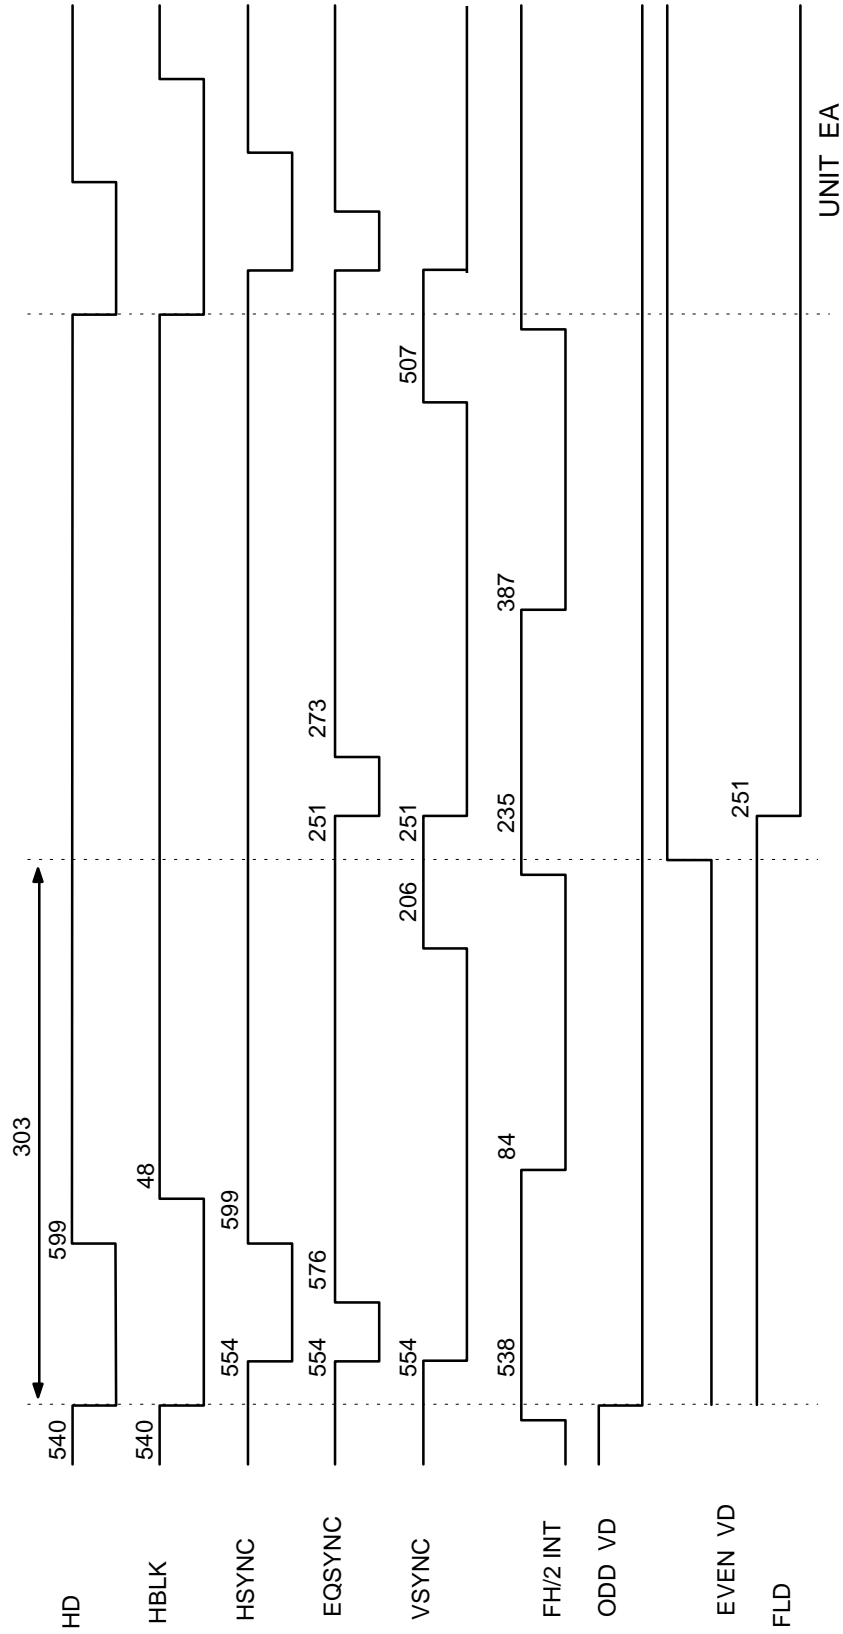 303
HD 540 599
HBLK 540 48
HSYNC 554 599
EQSYNC 554 576 251 273
VSYNC 554 206 251 507
FH/2 INT 538 84 235 387
ODD VD
EVEN VD
FLD 251
UNIT EA